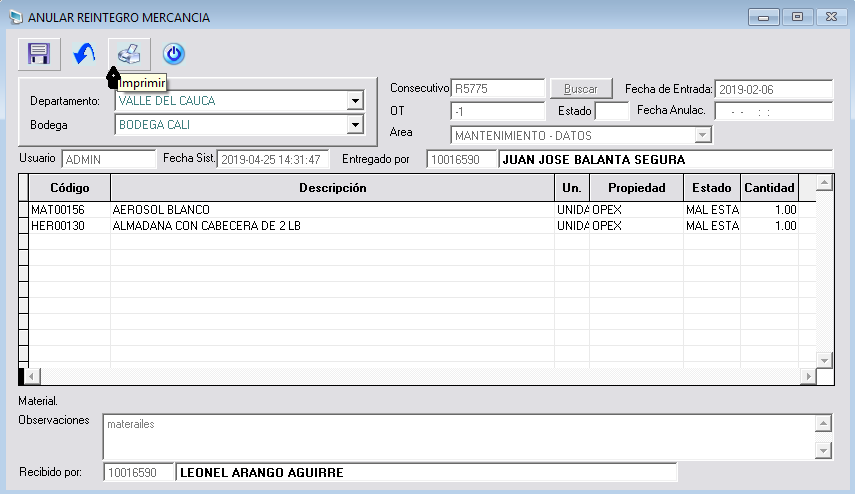 ANULAR REINTEGRO MERCANCIA
Imprimir
Departamento: VALLE DEL CAUCA
Bodega BODEGA CALI
Consecutivo R5775 Buscar Fecha de Entrada: 2019-02-06
OT -1 Estado Fecha Anulac. - - : :
Area MANTENIMIENTO - DATOS
Usuario ADMIN Fecha Sist. 2019-04-25 14:31:47 Entregado por 10016590 JUAN JOSE BALANTA SEGURA
Código Descripción Un. Propiedad Estado Cantidad
MAT00156 AEROSOL BLANCO UNIDA OPEX MAL ESTA 1.00
HER00130 ALMADANA CON CABECERA DE 2 LB UNIDA OPEX MAL ESTA 1.00
Material.
Observaciones materailes
Recibido por: 10016590 LEONEL ARANGO AGUIRRE